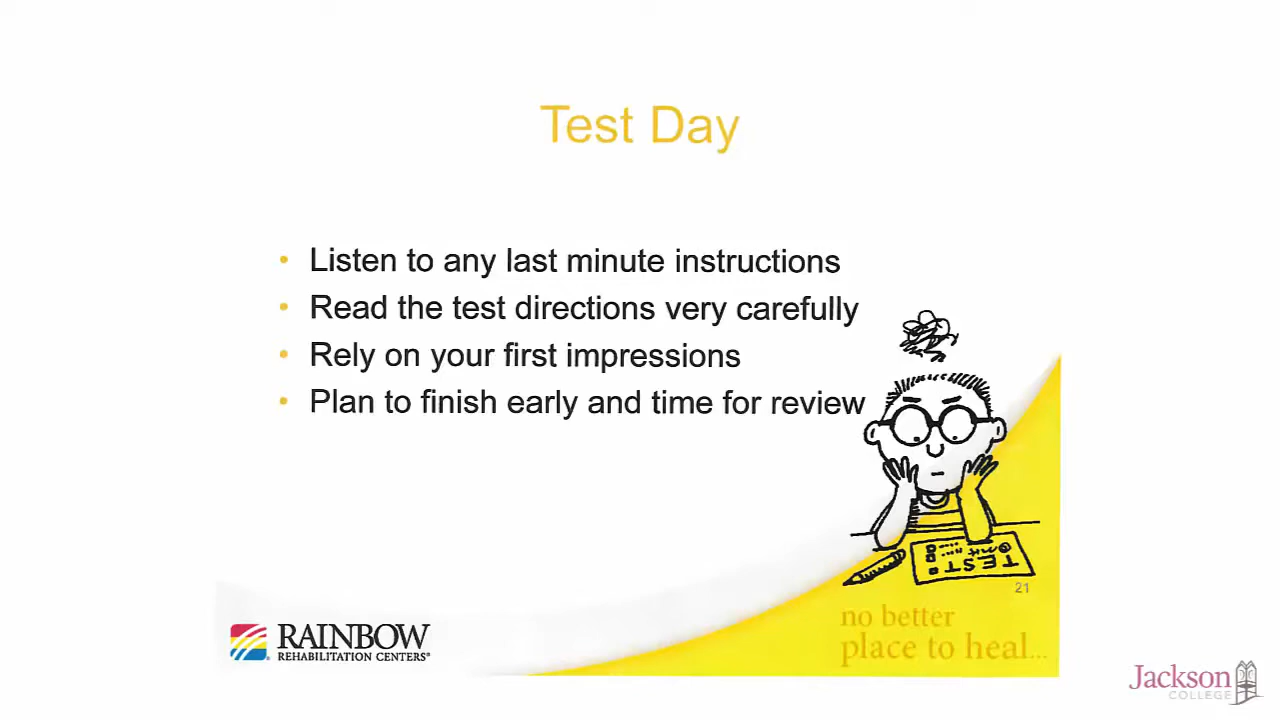 Test Day
• Listen to any last minute instructions
• Read the test directions very carefully
• Rely on your first impressions
• Plan to finish early and time for review
TEST
21
no better
place to heal...
RAINBOW
REHABILITATION CENTERS®
Jackson
COLLEGE